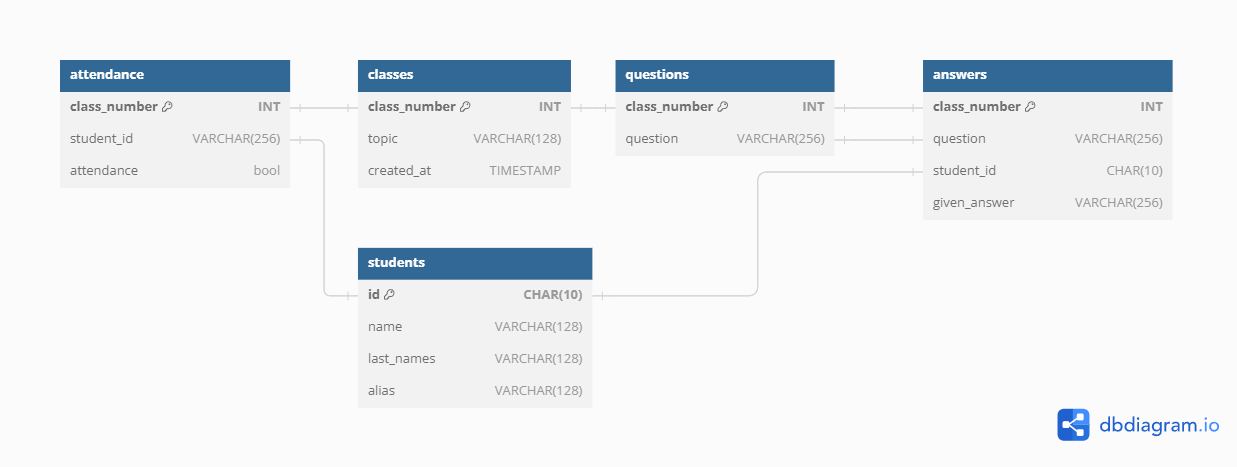 attendance
class_number INT
student_id VARCHAR(256)
attendance bool
classes
class_number INT
topic VARCHAR(128)
created_at TIMESTAMP
questions
class_number INT
question VARCHAR(256)
answers
class_number INT
question VARCHAR(256)
student_id CHAR(10)
given_answer VARCHAR(256)
students
id CHAR(10)
name VARCHAR(128)
last_names VARCHAR(128)
alias VARCHAR(128)
dbdiagram.io